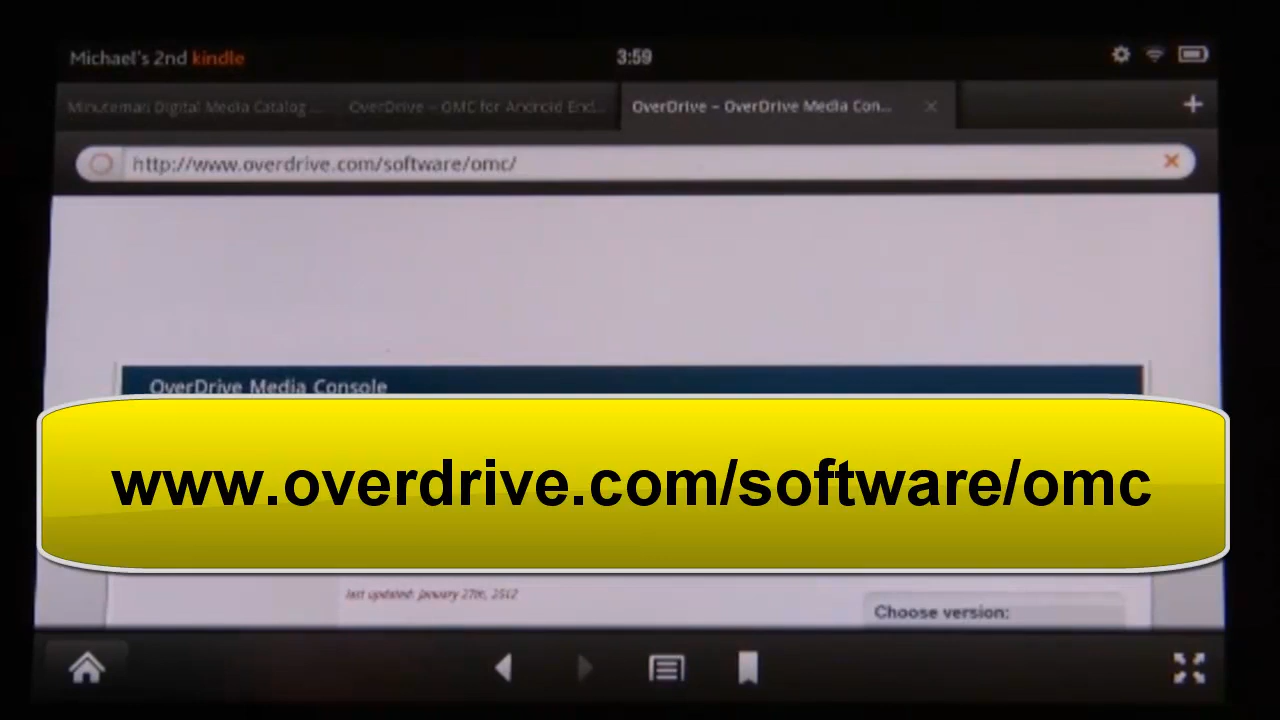 Michael's 2nd kindle 3:59
Minuteman Digital Media Catalog ... OverDrive – OMC for Android End... OverDrive – OverDrive Media Con...
http://www.overdrive.com/software/omc/
OverDrive Media Console
www.overdrive.com/software/omc
last updated: January 27th, 2012
Choose version: